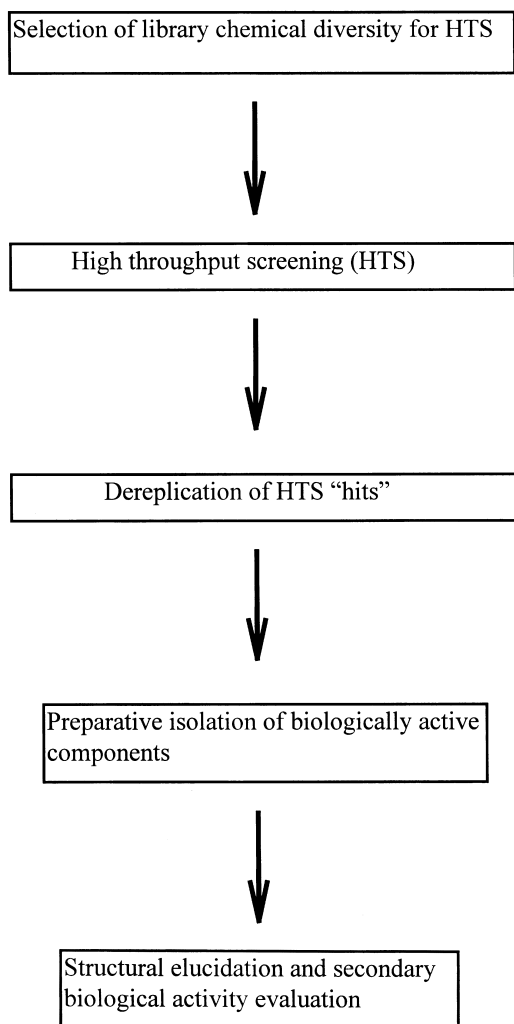 Selection of library chemical diversity for HTS
High throughput screening (HTS)
Dereplication of HTS “hits”
Preparative isolation of biologically active
components
Structural elucidation and secondary
biological activity evaluation